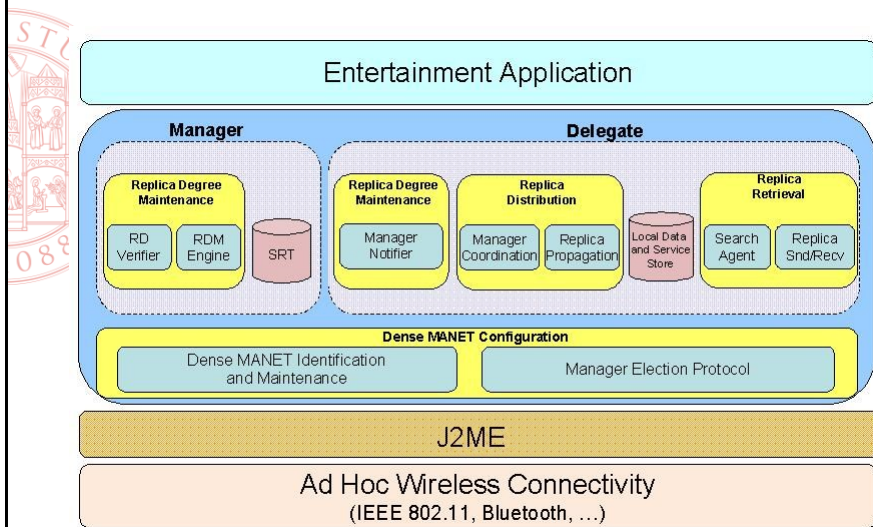 STU
Entertainment Application
Manager
Delegate
Replica Degree
Maintenance
RD
Verifier
RDM
Engine
SRT
Replica Degree
Maintenance
Manager
Notifier
Replica
Distribution
Manager
Coordination
Replica
Propagation
Local Data
and Service
Store
Replica
Retrieval
Search
Agent
Replica
Snd/Recv
Dense MANET Configuration
Dense MANET Identification
and Maintenance
Manager Election Protocol
088
J2ME
Ad Hoc Wireless Connectivity
(IEEE 802.11, Bluetooth, ...)